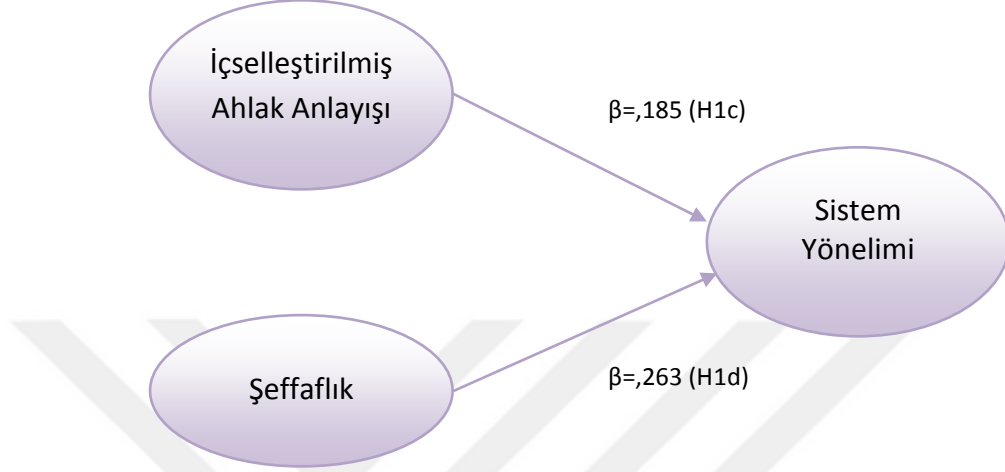 İçselleştirilmiş
Ahlak Anlayışı
β=,185 (H1c)
Sistem
Yönelimi
Şeffaflık
β=,263 (H1d)